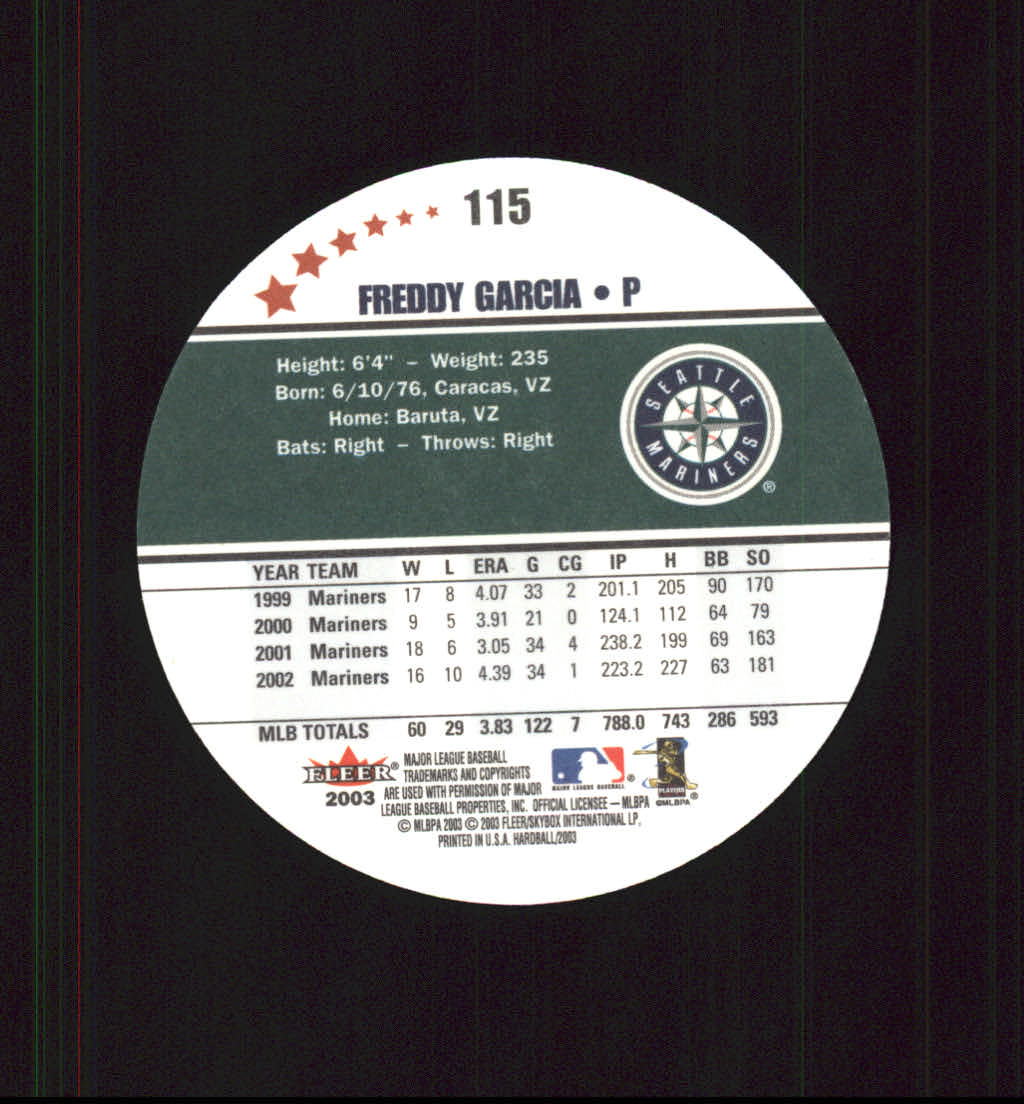 115
FREDDY GARCIA • P
Height: 6'4" – Weight: 235
Born: 6/10/76, Caracas, VZ
Home: Baruta, VZ
Bats: Right – Throws: Right
SEATTLE
MARINERS
®
YEAR TEAM W L ERA G CG IP H BB SO
1999 Mariners 17 8 4.07 33 2 201.1 205 90 170
2000 Mariners 9 5 3.91 21 0 124.1 112 64 79
2001 Mariners 18 6 3.05 34 4 238.2 199 69 163
2002 Mariners 16 10 4.39 34 1 223.2 227 63 181
MLB TOTALS 60 29 3.83 122 7 788.0 743 286 593
FLEER®
2003
MAJOR LEAGUE BASEBALL
TRADEMARKS AND COPYRIGHTS
ARE USED WITH PERMISSION OF MAJOR
LEAGUE BASEBALL PROPERTIES, INC. OFFICIAL LICENSEE – MLBPA
© MLBPA 2003 © 2003 FLEER/SKYBOX INTERNATIONAL LP.
PRINTED IN U.S.A. HARDBALL/2003
MAJOR LEAGUE BASEBALL ®
PLAYERS
©MLBPA ®